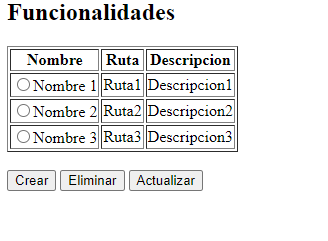 Funcionalidades
Nombre Ruta Descripcion
Nombre 1 Ruta1 Descripcion1
Nombre 2 Ruta2 Descripcion2
Nombre 3 Ruta3 Descripcion3
Crear Eliminar Actualizar